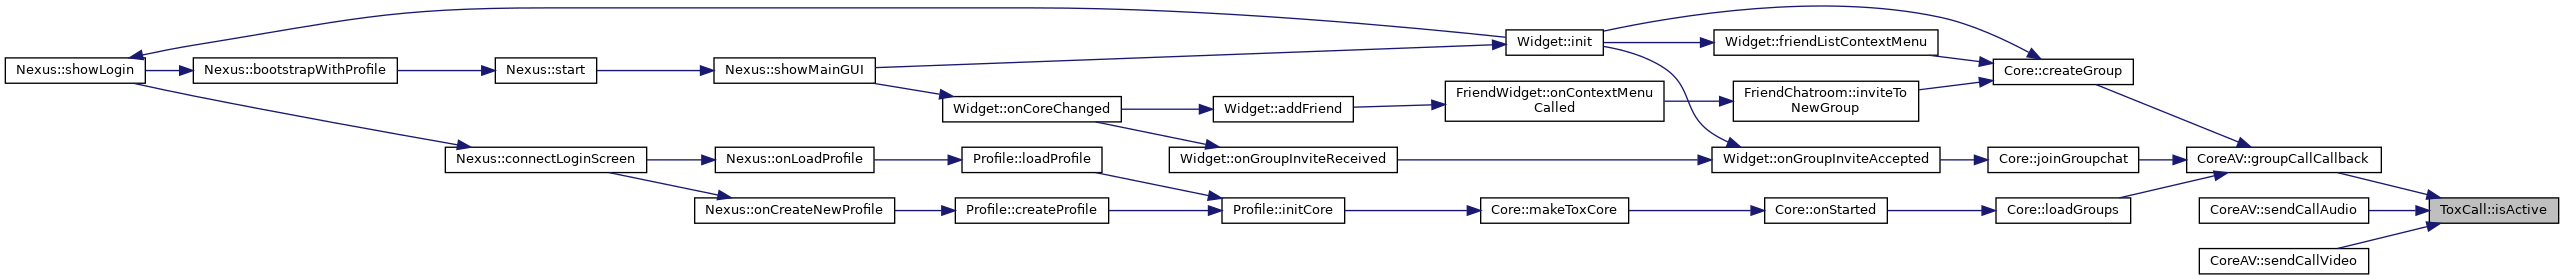 Nexus::showLogin
Nexus::bootstrapWithProfile
Nexus::start
Nexus::showMainGUI
Widget::init
Widget::friendListContextMenu
Core::createGroup
Widget::onCoreChanged
Widget::addFriend
FriendWidget::onContextMenu
Called
FriendChatroom::inviteTo
NewGroup
Nexus::connectLoginScreen
Nexus::onLoadProfile
Profile::loadProfile
Widget::onGroupInviteReceived
Widget::onGroupInviteAccepted
Core::joinGroupchat
CoreAV::groupCallCallback
Nexus::onCreateNewProfile
Profile::createProfile
Profile::initCore
Core::makeToxCore
Core::onStarted
Core::loadGroups
CoreAV::sendCallAudio
ToxCall::isActive
CoreAV::sendCallVideo